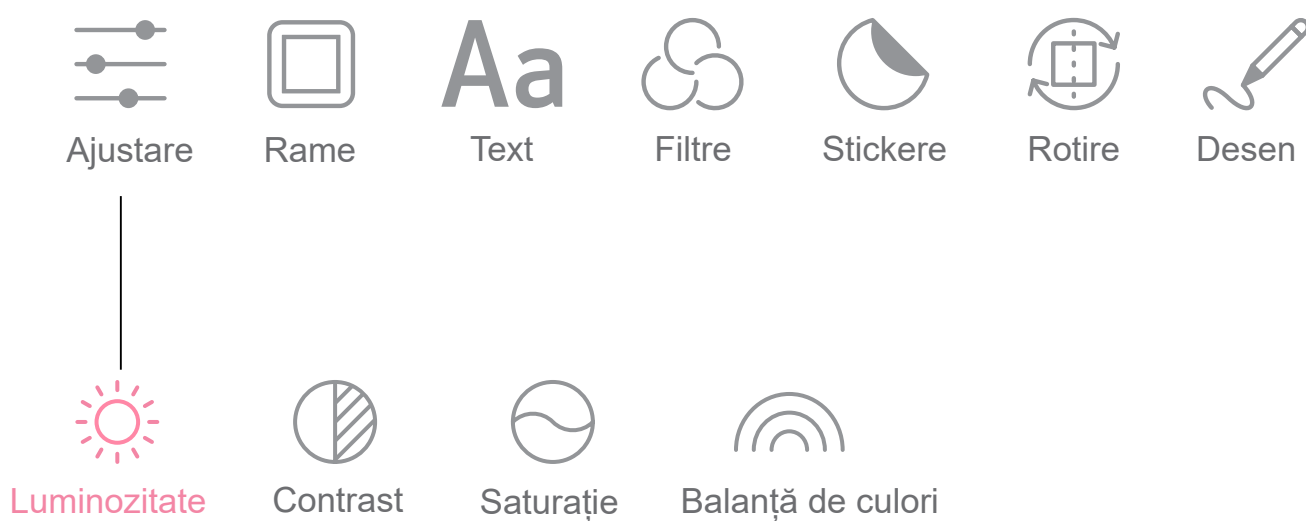 Aa
Ajustare Rame Text Filtre Stickere Rotire Desen
Luminozitate Contrast Saturație Balanță de culori